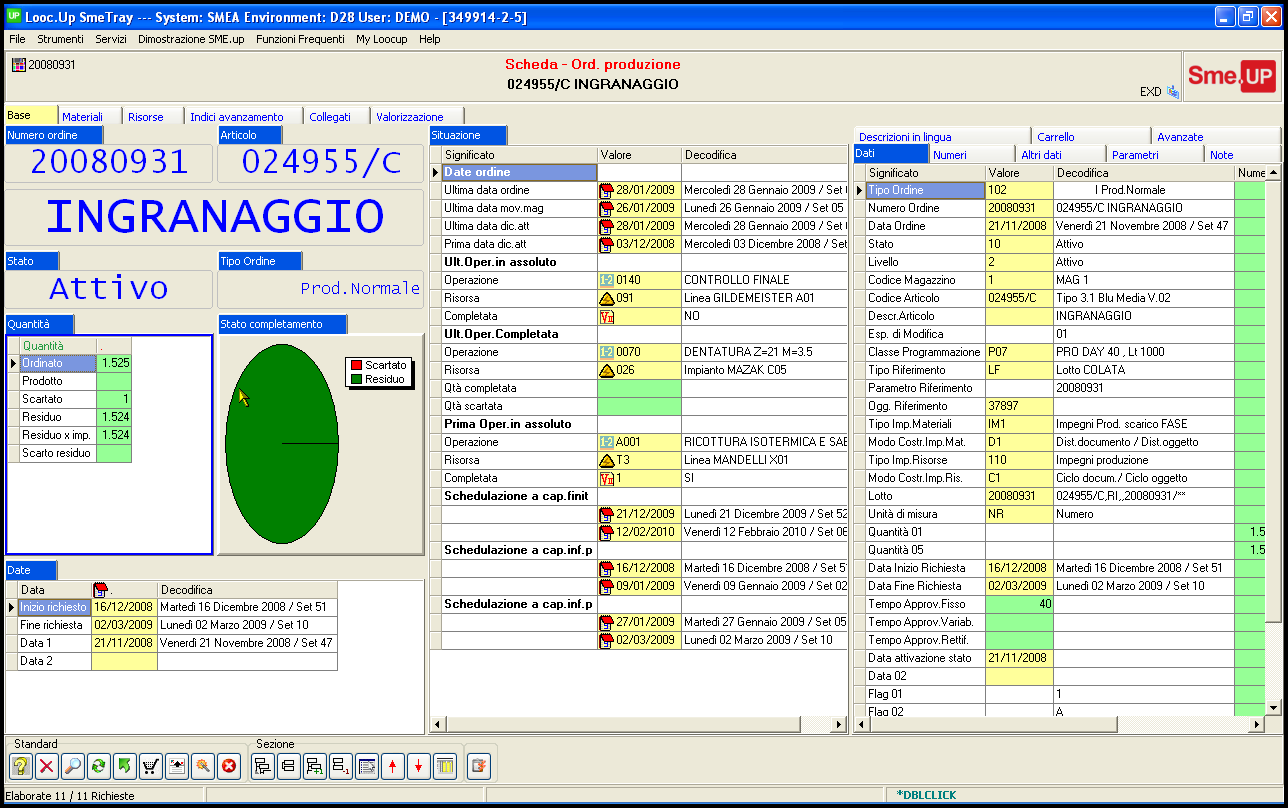 Looc.Up SmeTray --- System: SMEA Environment: D28 User: DEMO - [349914-2-5]
File Strumenti Servizi Dimostrazione SME.up Funzioni Frequenti My Loocup Help
20080931
Scheda - Ord. produzione
024955/C INGRANAGGIO
EXD
Sme.UP
Base Materiali Risorse Indici avanzamento Collegati Valorizzazione
Numero ordine Articolo
20080931 024955/C
INGRANAGGIO
Stato Tipo Ordine
Attivo Prod.Normale
Quantità Stato completamento
Quantità .
Ordinato 1.525
Prodotto
Scartato 1
Residuo 1.524
Residuo x imp. 1.524
Scarto residuo
Scartato
Residuo
Date
Data . Decodifica
Inizio richiesto 16/12/2008 Martedì 16 Dicembre 2008 / Set 51
Fine richiesta 02/03/2009 Lunedì 02 Marzo 2009 / Set 10
Data 1 21/11/2008 Venerdì 21 Novembre 2008 / Set 47
Data 2
Situazione
Significato Valore Decodifica
Date ordine
Ultima data ordine 28/01/2009 Mercoledì 28 Gennaio 2009 / Set
Ultima data mov.mag 26/01/2009 Lunedì 26 Gennaio 2009 / Set 05
Ultima data dic.att 28/01/2009 Mercoledì 28 Gennaio 2009 / Set
Prima data dic.att 03/12/2008 Mercoledì 03 Dicembre 2008 / Set
Ult.Oper.in assoluto
Operazione 0140 CONTROLLO FINALE
Risorsa 091 Linea GILDEMEISTER A01
Completata NO
Ult.Oper.Completata
Operazione 0070 DENTATURA Z=21 M=3.5
Risorsa 026 Impianto MAZAK C05
Qtà completata
Qtà scartata
Prima Oper.in assoluto
Operazione A001 RICOTTURA ISOTERMICA E SAB
Risorsa T3 Linea MANDELLI X01
Completata 1 SI
Schedulazione a cap.finit
21/12/2009 Lunedì 21 Dicembre 2009 / Set 52
12/02/2010 Venerdì 12 Febbraio 2010 / Set 06
Schedulazione a cap.inf.p
16/12/2008 Martedì 16 Dicembre 2008 / Set 51
09/01/2009 Venerdì 09 Gennaio 2009 / Set 02
Schedulazione a cap.inf.p
27/01/2009 Martedì 27 Gennaio 2009 / Set 05
02/03/2009 Lunedì 02 Marzo 2009 / Set 10
Descrizioni in lingua Carrello Avanzate
Dati Numeri Altri dati Parametri Note
Significato Valore Decodifica Nume
Tipo Ordine 102 I Prod.Normale
Numero Ordine 20080931 024955/C INGRANAGGIO
Data Ordine 21/11/2008 Venerdì 21 Novembre 2008 / Set 47
Stato 10 Attivo
Livello 2 Attivo
Codice Magazzino 1 MAG 1
Codice Articolo 024955/C Tipo 3.1 Blu Media V.02
Descr.Articolo INGRANAGGIO
Esp. di Modifica 01
Classe Programmazione P07 PRO DAY 40 , Lt 1000
Tipo Riferimento LF Lotto COLATA
Parametro Riferimento 20080931
Ogg. Riferimento 37897
Tipo Imp.Materiali IM1 Impegni Prod. scarico FASE
Modo Costr.Imp.Mat. D1 Dist.documento / Dist.oggetto
Tipo Imp.Risorse 110 Impegni produzione
Modo Costr.Imp.Ris. C1 Ciclo docum./ Ciclo oggetto
Lotto 20080931 024955/C,RI,,20080931/**
Unità di misura NR Numero
Quantità 01 1.5
Quantità 05 1.5
Data Inizio Richiesta 16/12/2008 Martedì 16 Dicembre 2008 / Set 51
Data Fine Richiesta 02/03/2009 Lunedì 02 Marzo 2009 / Set 10
Tempo Approv.Fisso 40
Tempo Approv.Variab.
Tempo Approv.Rettif.
Data attivazione stato 21/11/2008
Data 02
Flag 01 1
Flag 02 A
Standard Sezione
Elaborate 11 / 11 Richieste *DBLCLICK